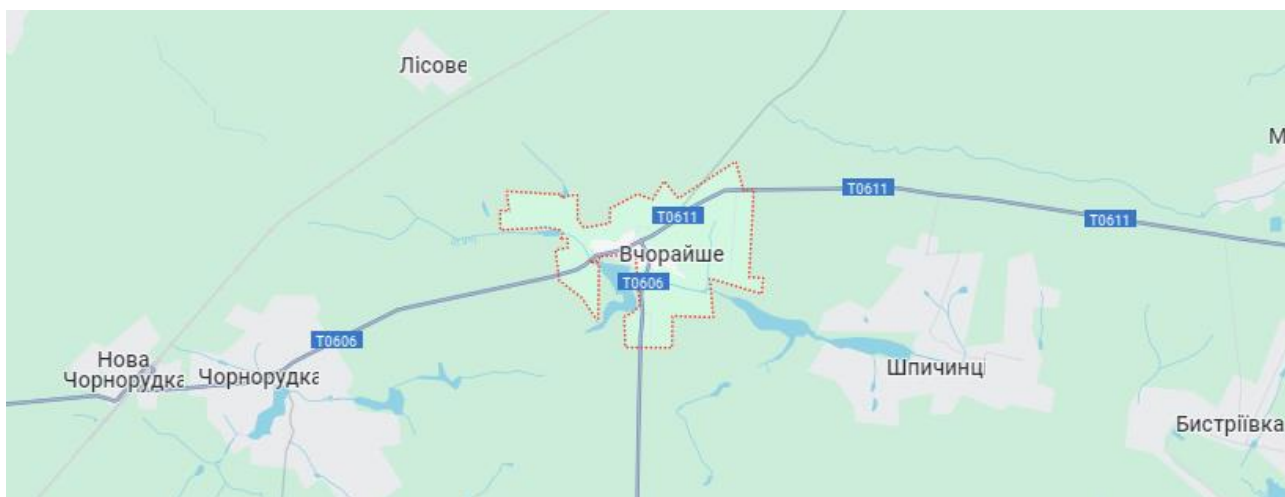 Лісове
М
Т0611
Т0611
Т0611
Вчорайше
Т0606
Т0606
Нова
Чорнорудка
Чорнорудка
Шпичинці
Бистріївка